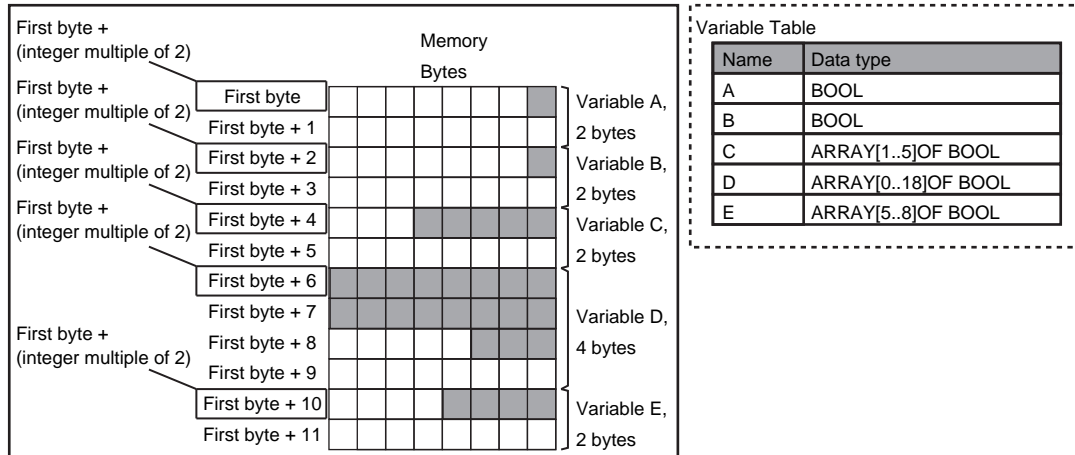 First byte +
(integer multiple of 2)
First byte +
(integer multiple of 2)
First byte +
(integer multiple of 2)
First byte +
(integer multiple of 2)
First byte +
(integer multiple of 2)
Memory
Bytes
First byte
First byte + 1
First byte + 2
First byte + 3
First byte + 4
First byte + 5
First byte + 6
First byte + 7
First byte + 8
First byte + 9
First byte + 10
First byte + 11
Variable A,
2 bytes
Variable B,
2 bytes
Variable C,
2 bytes
Variable D,
4 bytes
Variable E,
2 bytes
Variable Table
Name Data type
A BOOL
B BOOL
C ARRAY[1..5]OF BOOL
D ARRAY[0..18]OF BOOL
E ARRAY[5..8]OF BOOL